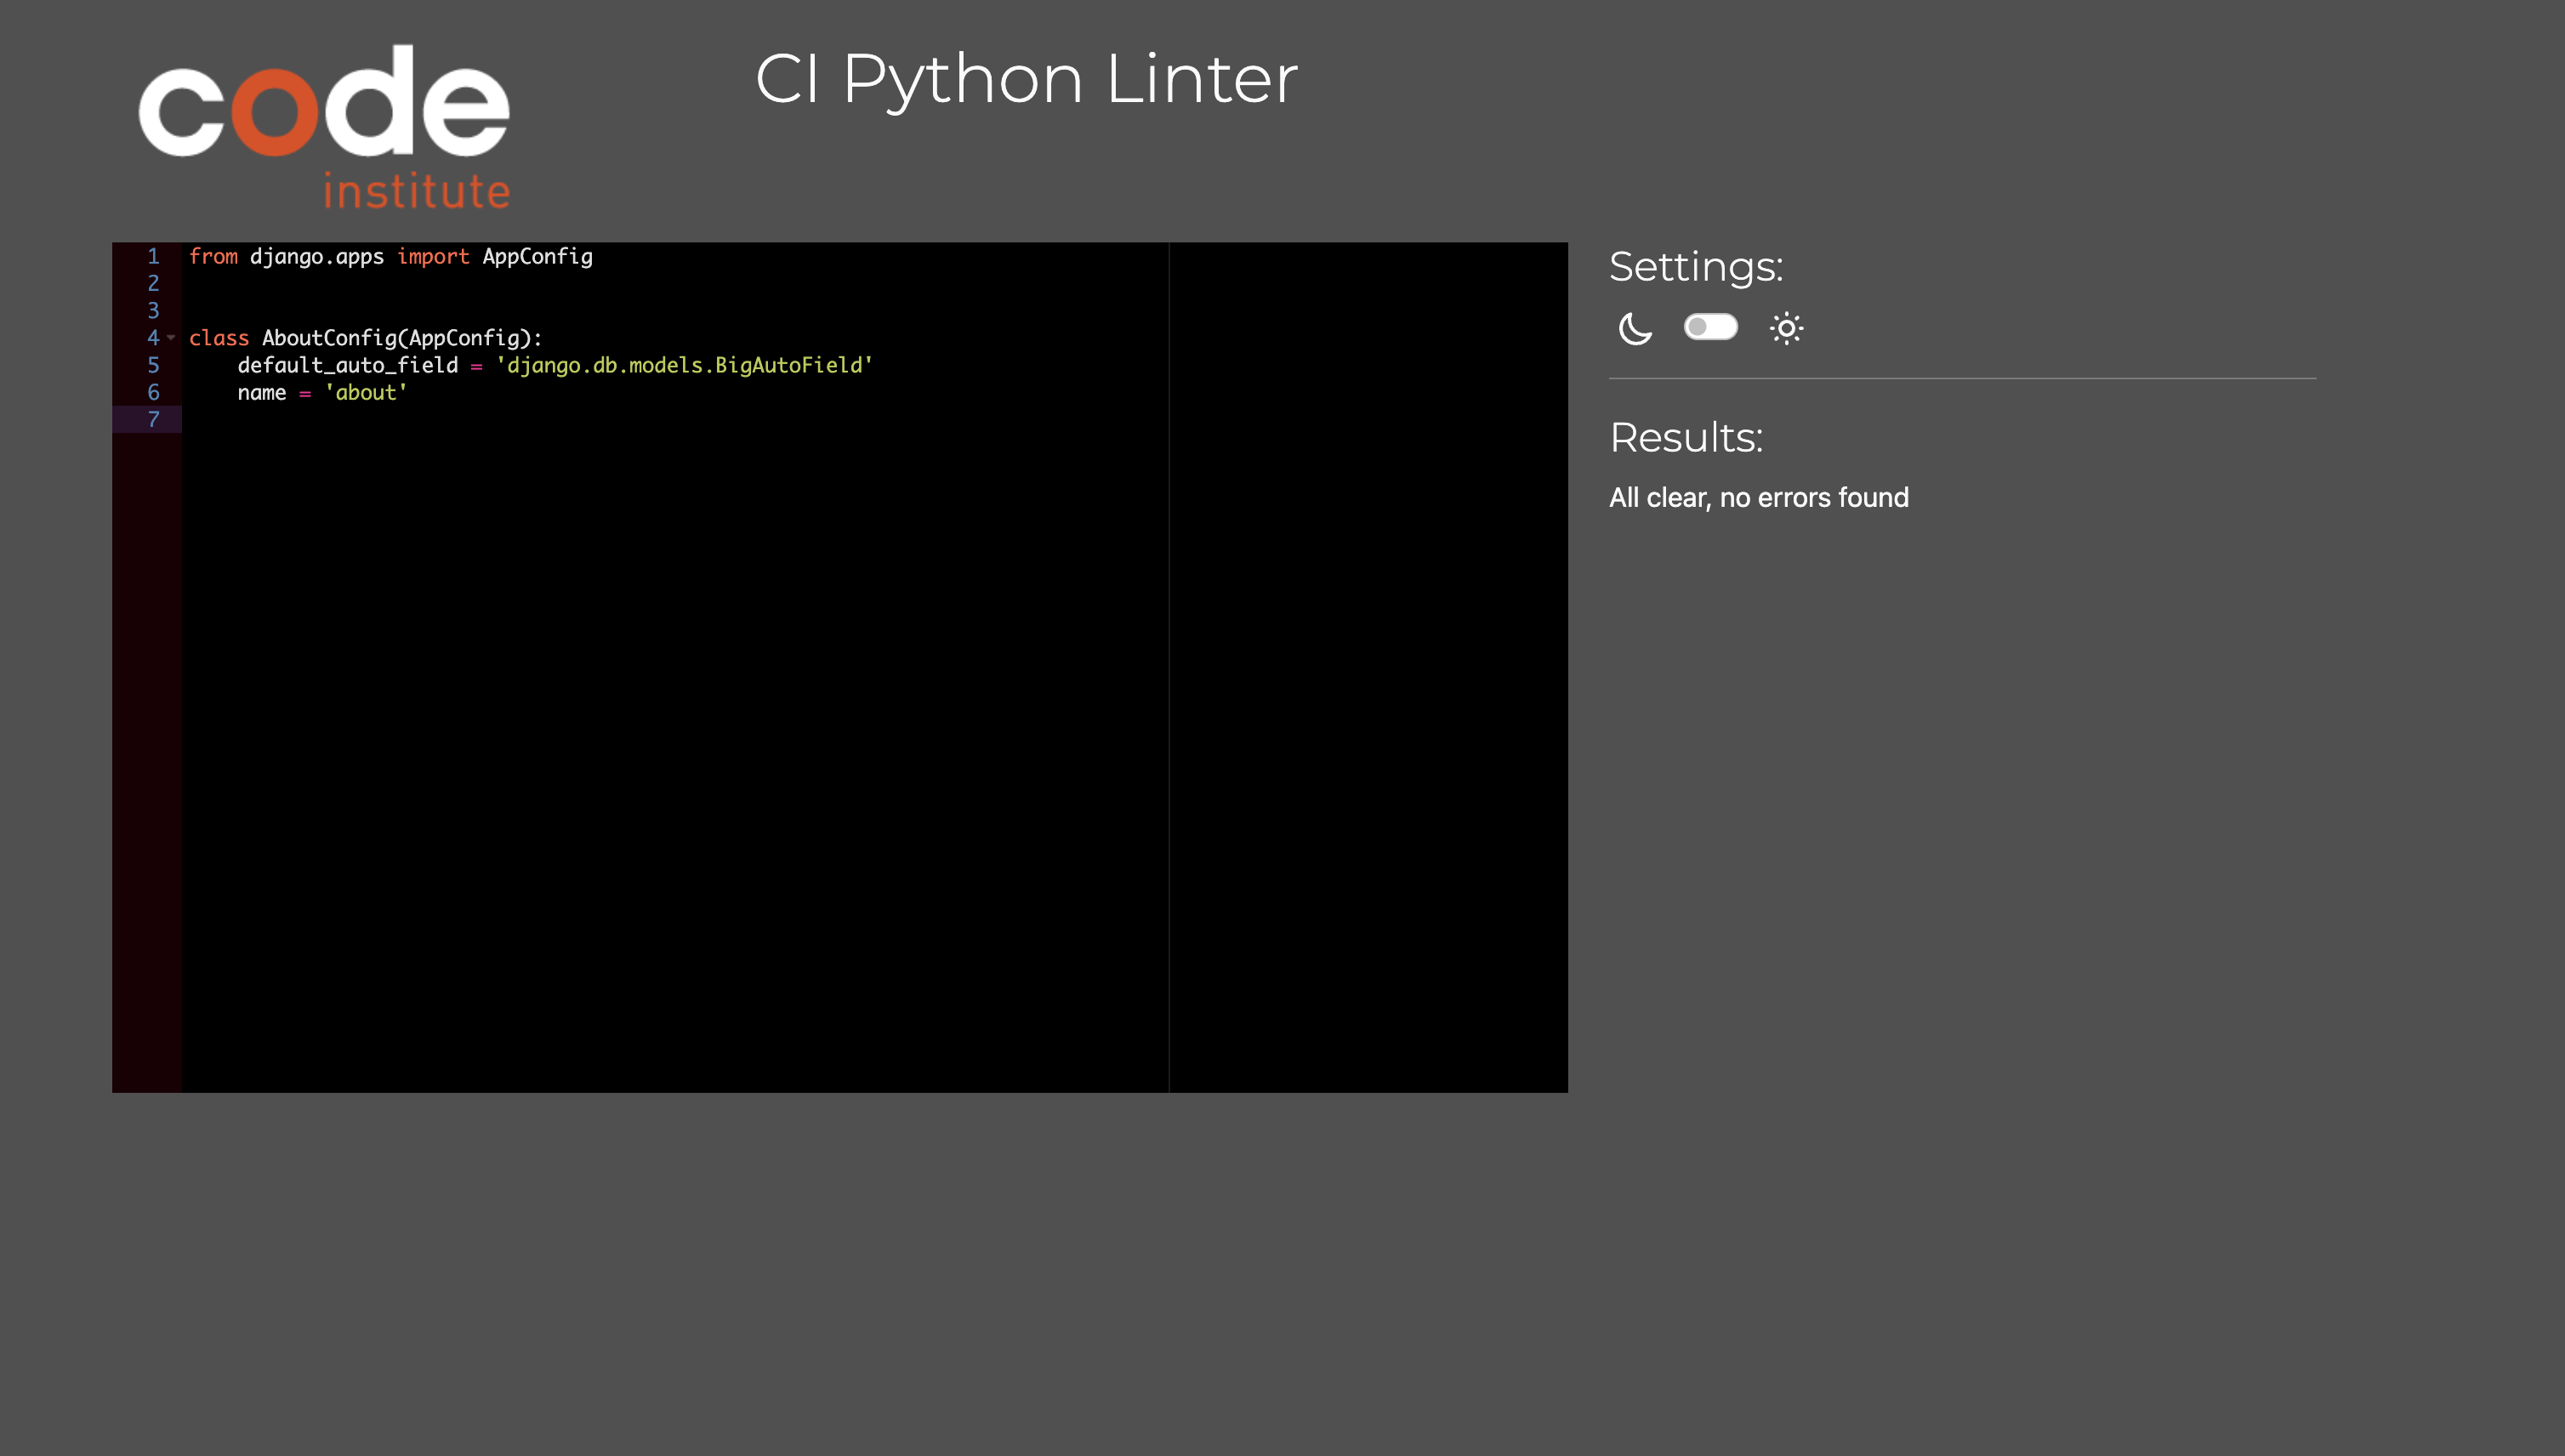 code
institute
CI Python Linter
1 from django.apps import AppConfig
2
3
4 class AboutConfig(AppConfig):
5     default_auto_field = 'django.db.models.BigAutoField'
6     name = 'about'
7
Settings:
Results:
All clear, no errors found